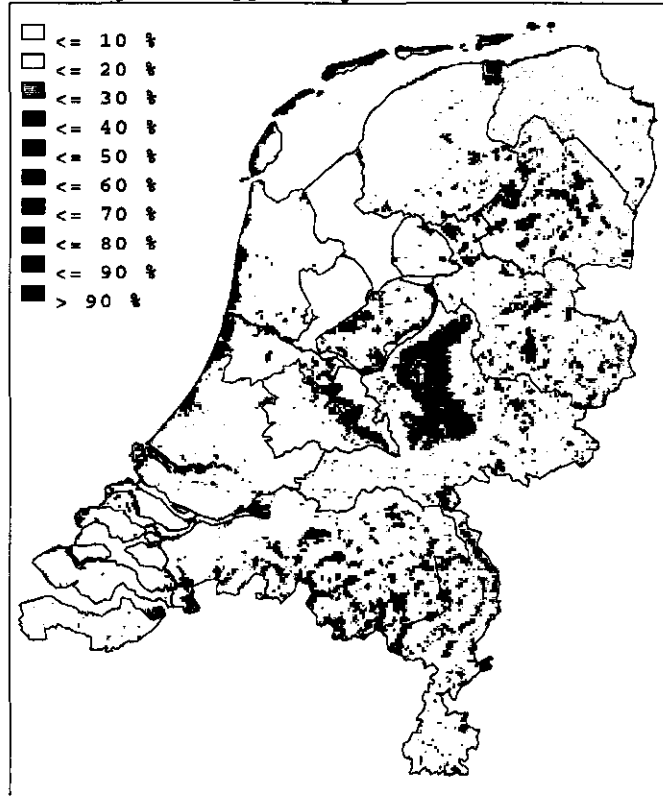 <= 10 %
<= 20 %
<= 30 %
<= 40 %
<= 50 %
<= 60 %
<= 70 %
<= 80 %
<= 90 %
> 90 %